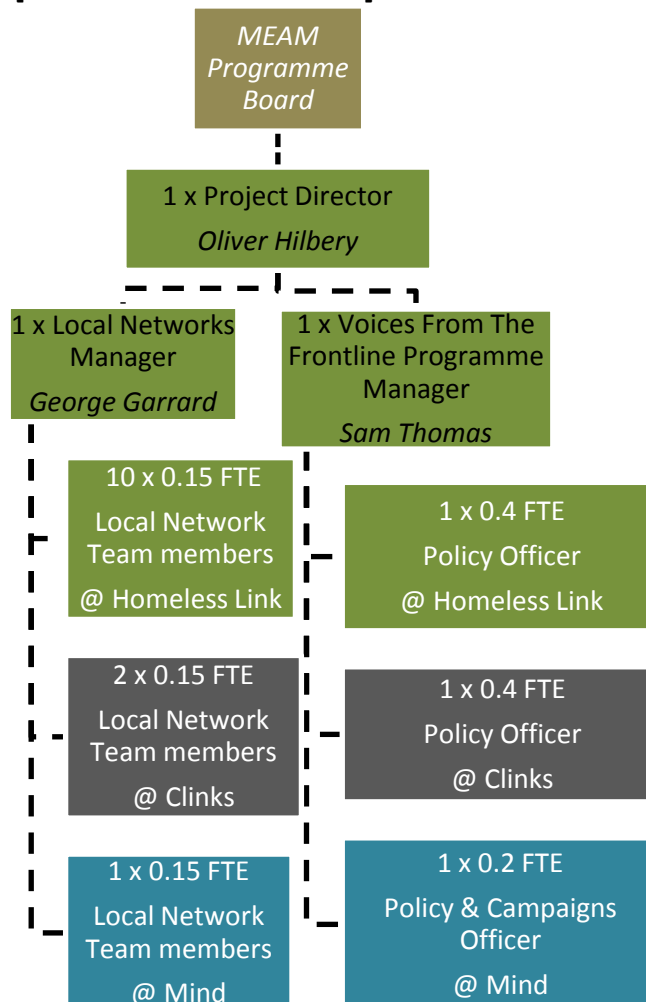 MEAM
Programme
Board
1 x Project Director
Oliver Hilbery
1 x Local Networks
Manager
George Garrard
1 x Voices From The
Frontline Programme
Manager
Sam Thomas
10 x 0.15 FTE
Local Network
Team members
@ Homeless Link
1 x 0.4 FTE
Policy Officer
@ Homeless Link
2 x 0.15 FTE
Local Network
Team members
@ Clinks
1 x 0.4 FTE
Policy Officer
@ Clinks
1 x 0.15 FTE
Local Network
Team members
@ Mind
1 x 0.2 FTE
Policy & Campaigns
Officer
@ Mind